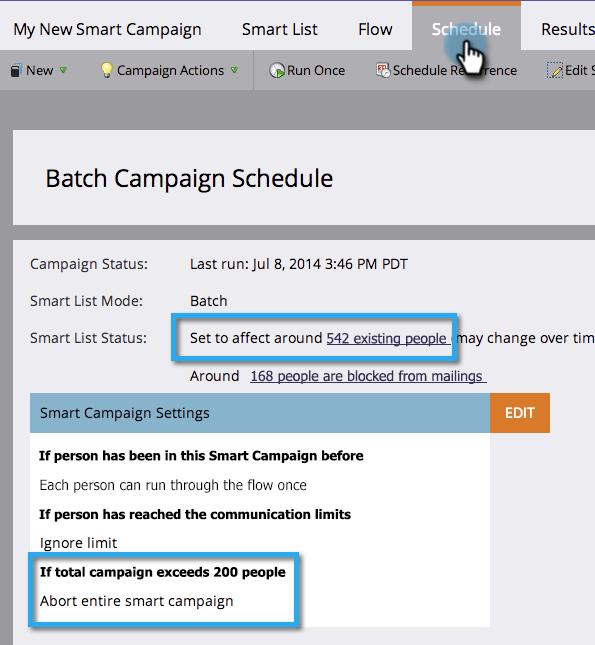 My New Smart Campaign Smart List Flow Schedule Results
New Campaign Actions Run Once Schedule Edit S
Batch Campaign Schedule
Campaign Status: Last run: Jul 8, 2014 3:46 PM PDT
Smart List Mode: Batch
Smart List Status: Set to affect around 542 existing people may change over tim
Around 168 people are blocked from mailings
Smart Campaign Settings EDIT
If person has been in this Smart Campaign before
Each person can run through the flow once
If person has reached the communication limits
Ignore limit
If total campaign exceeds 200 people
Abort entire smart campaign